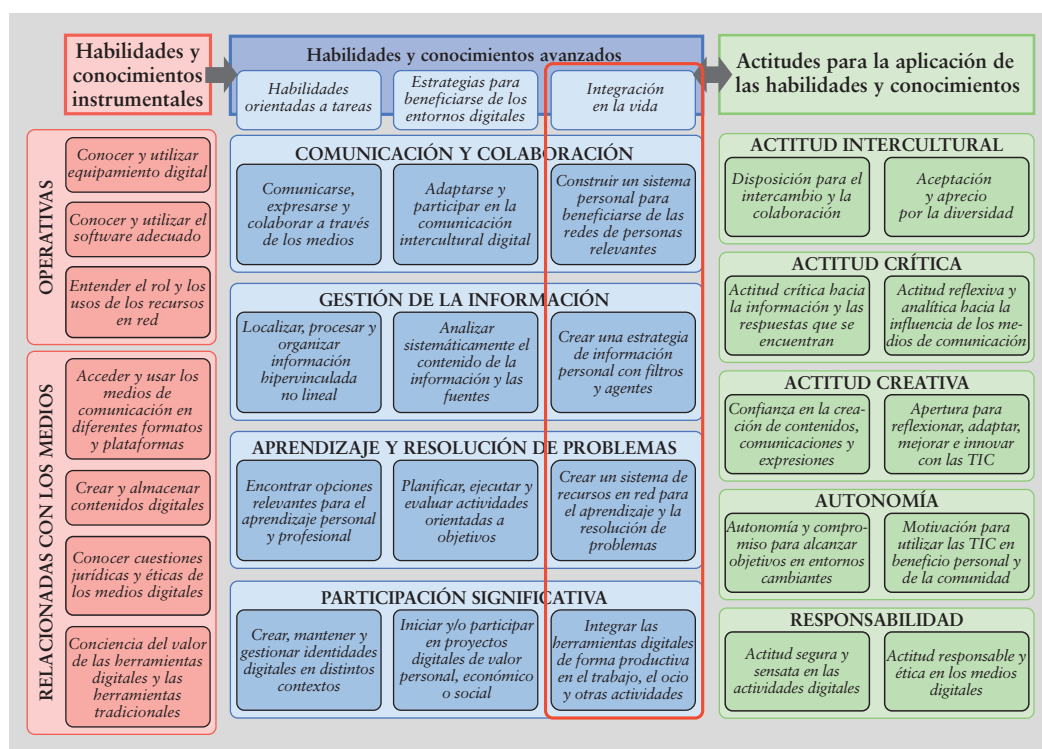 Habilidades y
conocimientos
instrumentales
OPERATIVAS
Conocer y utilizar
equipamiento digital
Conocer y utilizar el
software adecuado
Entender el rol y los
usos de los recursos
en red
RELACIONADAS CON LOS MEDIOS
Acceder y usar los
medios de
comunicación en
diferentes formatos
y plataformas
Crear y almacenar
contenidos digitales
Conocer cuestiones
jurídicas y éticas de
los medios digitales
Conciencia del valor
de las herramientas
digitales y las
herramientas
tradicionales
Habilidades y conocimientos avanzados
Habilidades
orientadas a tareas
Estrategias para
beneficiarse de los
entornos digitales
Integración
en la vida
COMUNICACIÓN Y COLABORACIÓN
Comunicarse,
expresarse y
colaborar a través
de los medios
Adaptarse y
participar en la
comunicación
intercultural digital
Construir un sistema
personal para
beneficiarse de las
redes de personas
relevantes
GESTIÓN DE LA INFORMACIÓN
Localizar, procesar y
organizar
información
hipervinculada
no lineal
Analizar
sistemáticamente el
contenido de la
información y las
fuentes
Crear una estrategia
de información
personal con filtros
y agentes
APRENDIZAJE Y RESOLUCIÓN DE PROBLEMAS
Encontrar opciones
relevantes para el
aprendizaje personal
y profesional
Planificar, ejecutar y
evaluar actividades
orientadas a
objetivos
Crear un sistema de
recursos en red para
el aprendizaje y la
resolución de
problemas
PARTICIPACIÓN SIGNIFICATIVA
Crear, mantener y
gestionar identidades
digitales en distintos
contextos
Iniciar y/o participar
en proyectos
digitales de valor
personal, económico
o social
Integrar las
herramientas digitales
de forma productiva
en el trabajo, el ocio
y otras actividades
Actitudes para la aplicación de
las habilidades y conocimientos
ACTITUD INTERCULTURAL
Disposición para el
intercambio y la
colaboración
Aceptación
y aprecio
por la diversidad
ACTITUD CRÍTICA
Actitud crítica hacia
la información y las
respuestas que se
encuentran
Actitud reflexiva y
analítica hacia la
influencia de los me-
dios de comunicación
ACTITUD CREATIVA
Confianza en la crea-
ción de contenidos,
comunicaciones y
expresiones
Apertura para
reflexionar, adaptar,
mejorar e innovar
con las TIC
AUTONOMÍA
Autonomía y compro-
miso para alcanzar
objetivos en entornos
cambiantes
Motivación para
utilizar las TIC en
beneficio personal y
de la comunidad
RESPONSABILIDAD
Actitud segura y
sensata en las
actividades digitales
Actitud responsable y
ética en los medios
digitales